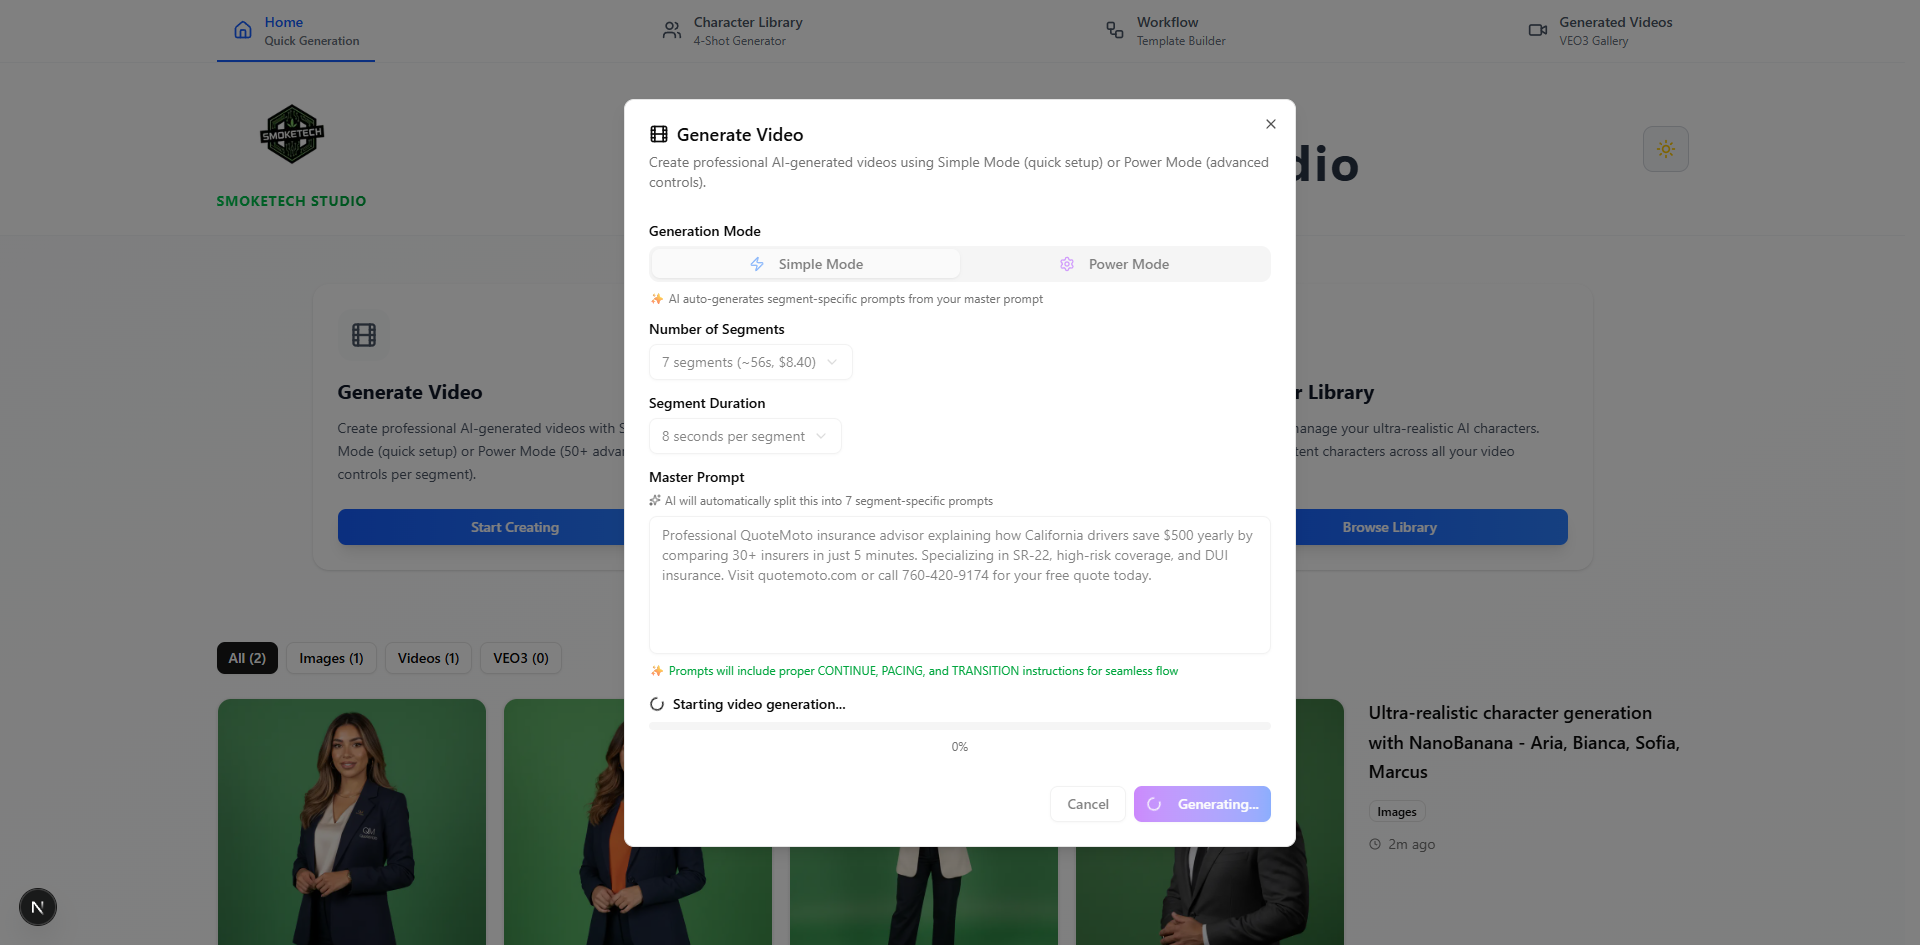 Home
Quick Generation
Character Library
4-Shot Generator
Workflow
Template Builder
Generated Videos
VEO3 Gallery
SMOKETECH
SMOKETECH STUDIO
dio
Generate Video
Create professional AI-generated videos using Simple Mode (quick setup) or Power Mode (advanced
controls).
Generation Mode
Simple Mode
Power Mode
AI auto-generates segment-specific prompts from your master prompt
Number of Segments
7 segments (~56s, $8.40)
Segment Duration
8 seconds per segment
Master Prompt
AI will automatically split this into 7 segment-specific prompts
Professional QuoteMoto insurance advisor explaining how California drivers save $500 yearly by
comparing 30+ insurers in just 5 minutes. Specializing in SR-22, high-risk coverage, and DUI
insurance. Visit quotemoto.com or call 760-420-9174 for your free quote today.
Prompts will include proper CONTINUE, PACING, and TRANSITION instructions for seamless flow
Starting video generation...
0%
Cancel
Generating...
Generate Video
Create professional AI-generated videos with S
Mode (quick setup) or Power Mode (50+ advan
controls per segment).
Start Creating
r Library
manage your ultra-realistic AI characters.
tent characters across all your video
Browse Library
All (2)
Images (1)
Videos (1)
VEO3 (0)
QM
Ultra-realistic character generation
with NanoBanana - Aria, Bianca, Sofia,
Marcus
Images
2m ago
N